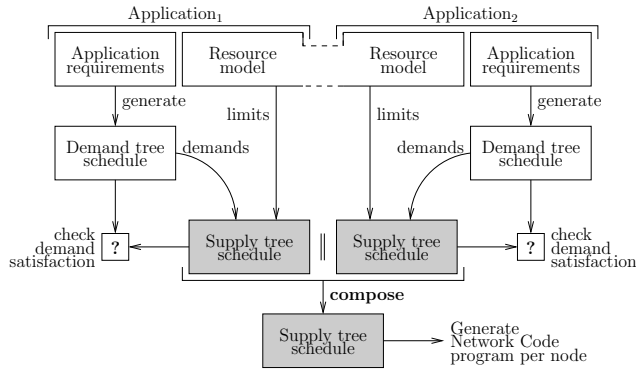 Application₁
Application₂
Application
requirements
Resource
model
Resource
model
Application
requirements
generate
limits
limits
generate
Demand tree
schedule
demands
demands
Demand tree
schedule
check
demand
satisfaction
?
Supply tree
schedule
||
Supply tree
schedule
?
check
demand
satisfaction
compose
Supply tree
schedule
Generate
Network Code
program per node